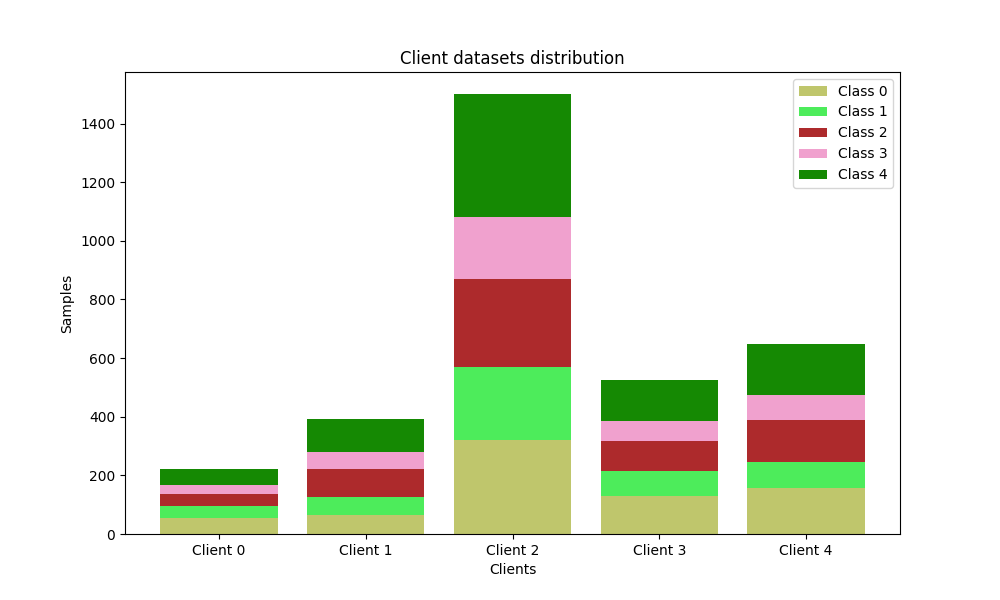 Client datasets distribution
Class 0
Class 1
Class 2
Class 3
Class 4
Samples
1400
1200
1000
800
600
400
200
0
Client 0
Client 1
Client 2
Client 3
Client 4
Clients